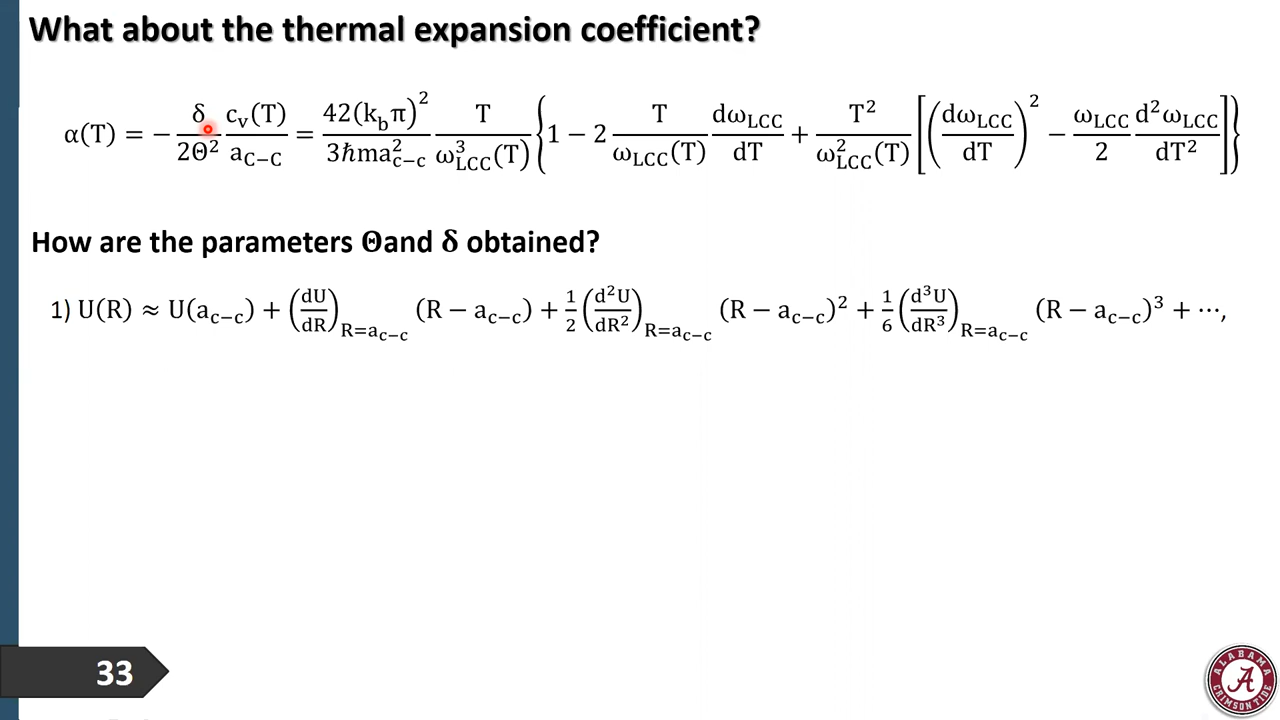 What about the thermal expansion coefficient?
α(T) = − δ/2Θ² c_v(T)/a_C−C = 42(k_bπ)²/3ħma²_c−c T/ω³_LCC(T) {1 − 2 T/ω_LCC(T) dω_LCC/dT + T²/ω²_LCC(T) [(dω_LCC/dT)² − ω_LCC/2 d²ω_LCC/dT²]}
How are the parameters Θand δ obtained?
1) U(R) ≈ U(a_c−c) + (dU/dR)_R=a_c−c (R − a_c−c) + 1/2 (d²U/dR²)_R=a_c−c (R − a_c−c)² + 1/6 (d³U/dR³)_R=a_c−c (R − a_c−c)³ + ⋯,
33
ALABAMA
A
CRIMSON TIDE